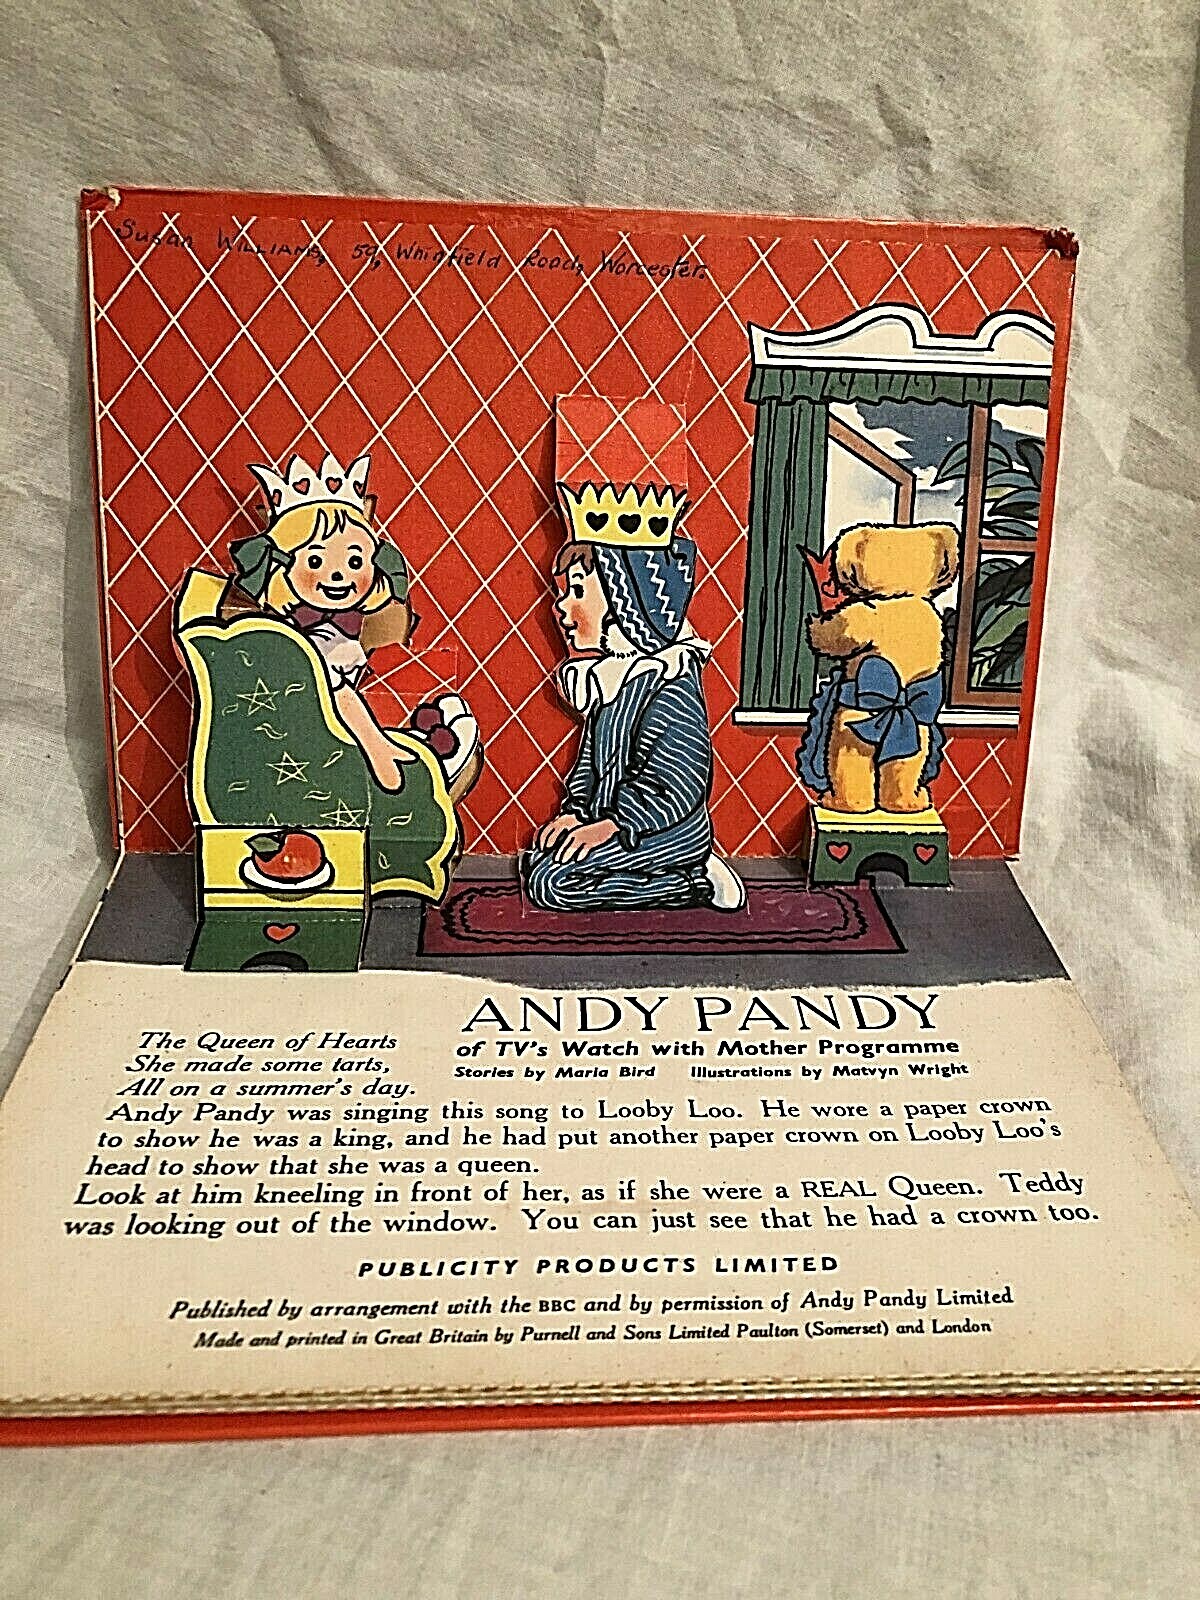 Susan WILLIAMS, 59, Whinfield Road, Worcester.
ANDY PANDY
of TV's Watch with Mother Programme
Stories by Maria Bird Illustrations by Matvyn Wright
The Queen of Hearts
She made some tarts,
All on a summer's day.
Andy Pandy was singing this song to Looby Loo. He wore a paper crown
to show he was a king, and he had put another paper crown on Looby Loo's
head to show that she was a queen.
Look at him kneeling in front of her, as if she were a REAL Queen. Teddy
was looking out of the window. You can just see that he had a crown too.
PUBLICITY PRODUCTS LIMITED
Published by arrangement with the BBC and by permission of Andy Pandy Limited
Made and printed in Great Britain by Purnell and Sons Limited Paulton (Somerset) and London